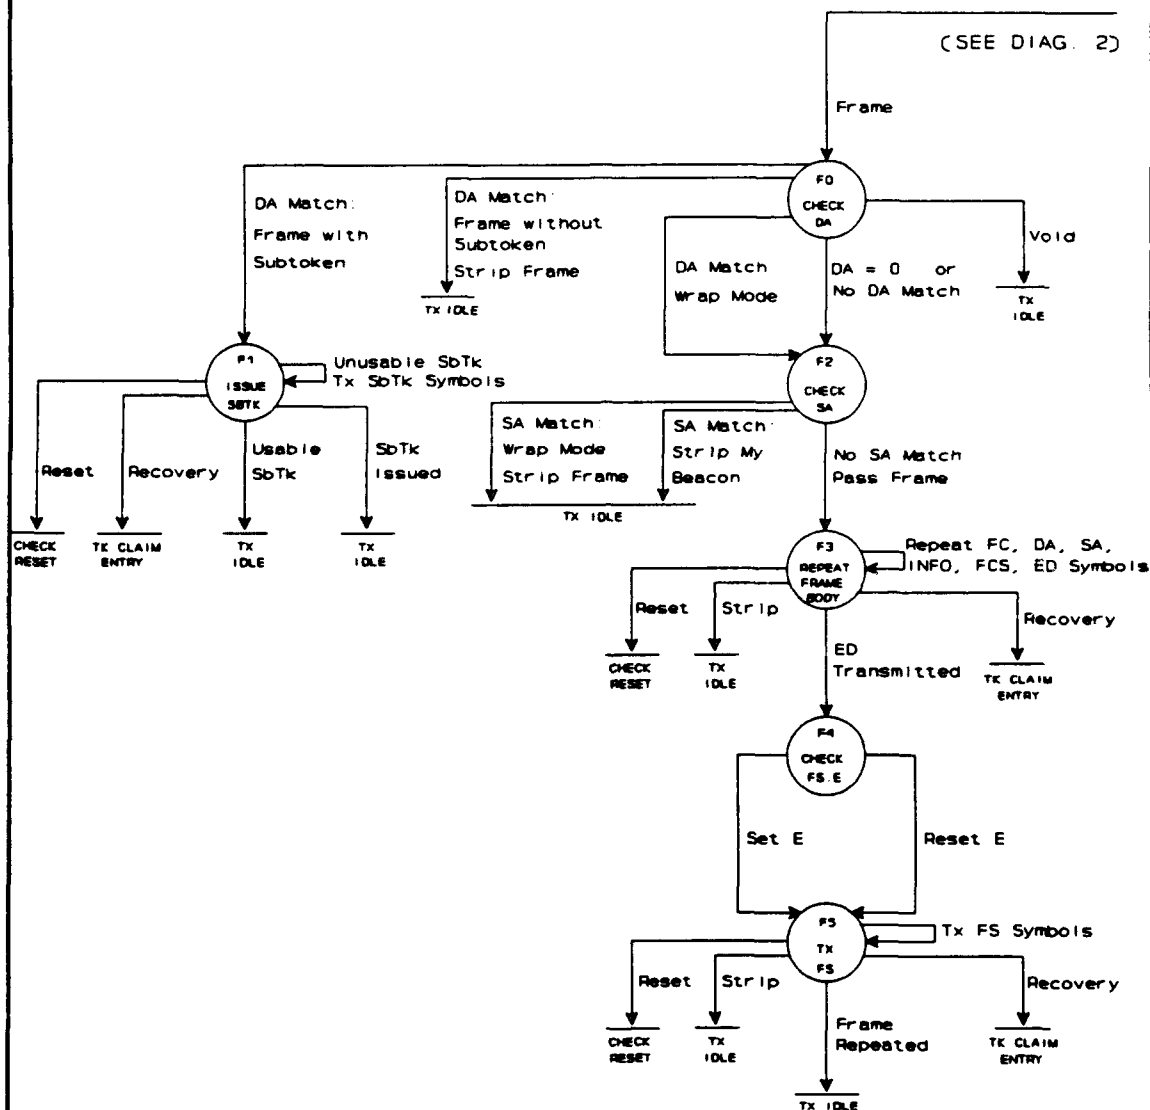 (SEE DIAG. 2)
Frame
F0
CHECK
DA
DA Match:
Frame with
Subtoken
DA Match:
Frame without
Subtoken
Strip Frame
TX IDLE
DA Match
Wrap Mode
DA = 0 or
No DA Match
Void
TX
IDLE
F1
ISSUE
SBTK
Unusable SbTk
Tx SbTk Symbols
Reset
Recovery
Usable
SbTk
SbTk
Issued
CHECK
RESET
TK CLAIM
ENTRY
TX
IDLE
TX
IDLE
F2
CHECK
SA
SA Match:
Wrap Mode
Strip Frame
SA Match:
Strip My
Beacon
TX IDLE
No SA Match
Pass Frame
F3
REPEAT
FRAME
BODY
Repeat FC, DA, SA,
INFO, FCS, ED Symbols
Reset
Strip
Recovery
CHECK
RESET
TX
IDLE
ED
Transmitted
TK CLAIM
ENTRY
F4
CHECK
FS.E
Set E
Reset E
F5
TX
FS
Tx FS Symbols
Reset
Strip
Recovery
CHECK
RESET
TX
IDLE
Frame
Repeated
TK CLAIM
ENTRY
TX IDLE